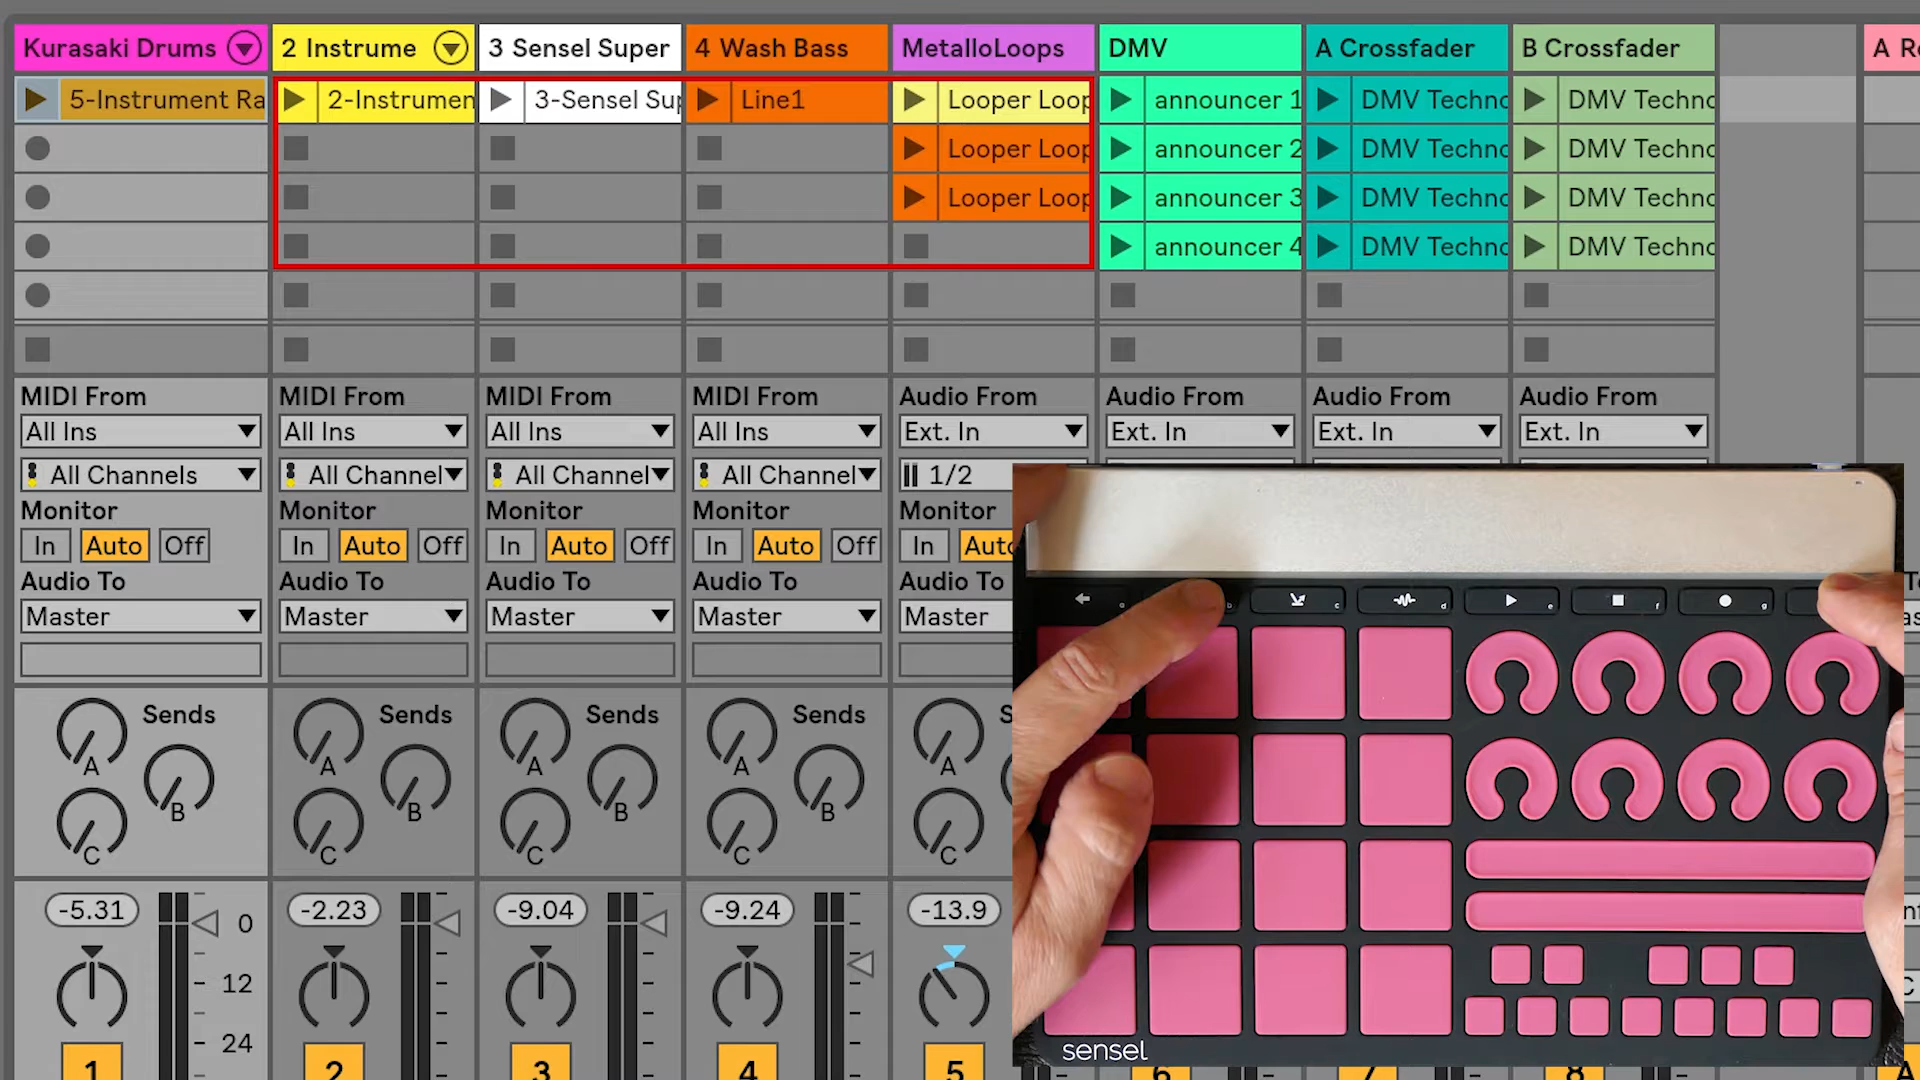 Kurasaki Drums 2 Instrume 3 Sensel Super 4 Wash Bass MetalloLoops DMV A Crossfader B Crossfader A
5-Instrument Ra 2-Instrumen 3-Sensel Sup Line1 Looper Loop announcer 1 DMV Techno DMV Techno
Looper Loop announcer 2 DMV Techno DMV Techno
Looper Loop announcer 3 DMV Techno DMV Techno
announcer 4 DMV Techno DMV Techno
MIDI From MIDI From MIDI From MIDI From Audio From Audio From Audio From Audio From
All Ins All Ins All Ins All Ins Ext. In Ext. In Ext. In Ext. In
All Channels All Channel All Channel All Channel 1/2
Monitor Monitor Monitor Monitor Monitor
In Auto Off In Auto Off In Auto Off In Auto Off In Auto
Audio To Audio To Audio To Audio To Audio To
Master Master Master Master Master
a b c d e f g
Sends Sends Sends Sends S
A A A A A
B B B B
C C C C C
-5.31 -2.23 -9.04 -9.24 -13.9
0
12
24
sensel
1 2 3 4 5 6 7 8 A